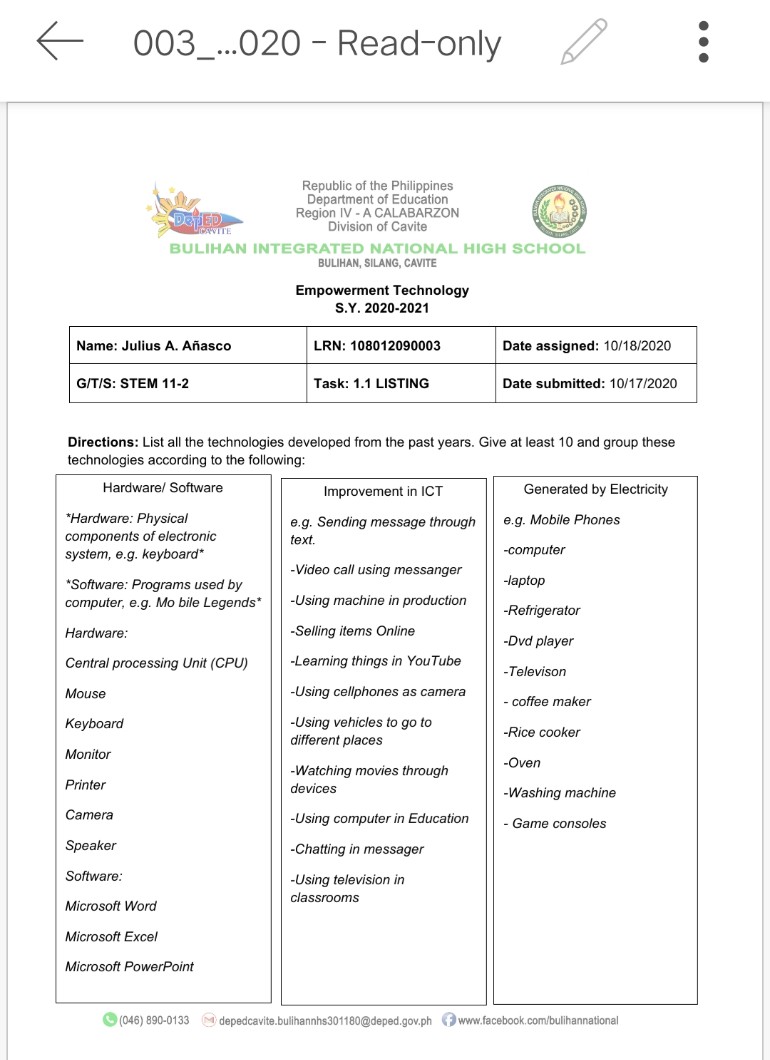 003_...020 - Read-only
DepED
CAVITE
Republic of the Philippines
Department of Education
Region IV - A CALABARZON
Division of Cavite
BULIHAN INTEGRATED NATIONAL HIGH SCHOOL
BULIHAN, SILANG, CAVITE
Empowerment Technology
S.Y. 2020-2021
Name: Julius A. Añasco
LRN: 108012090003
Date assigned: 10/18/2020
G/T/S: STEM 11-2
Task: 1.1 LISTING
Date submitted: 10/17/2020
Directions: List all the technologies developed from the past years. Give at least 10 and group these
technologies according to the following:
Hardware/ Software
*Hardware: Physical
components of electronic
system, e.g. keyboard*
*Software: Programs used by
computer, e.g. Mo bile Legends*
Hardware:
Central processing Unit (CPU)
Mouse
Keyboard
Monitor
Printer
Camera
Speaker
Software:
Microsoft Word
Microsoft Excel
Microsoft PowerPoint
Improvement in ICT
e.g. Sending message through
text.
-Video call using messanger
-Using machine in production
-Selling items Online
-Learning things in YouTube
-Using cellphones as camera
-Using vehicles to go to
different places
-Watching movies through
devices
-Using computer in Education
-Chatting in messager
-Using television in
classrooms
Generated by Electricity
e.g. Mobile Phones
-computer
-laptop
-Refrigerator
-Dvd player
-Televison
- coffee maker
-Rice cooker
-Oven
-Washing machine
- Game consoles
(046) 890-0133
depedcavite.bulihannhs301180@deped.gov.ph
www.facebook.com/bulihannational